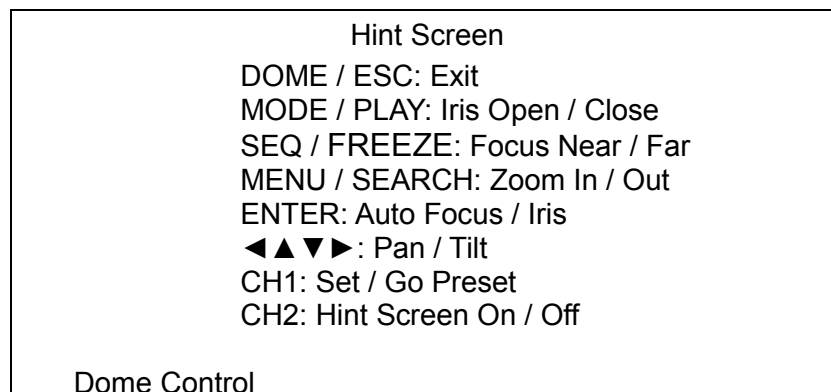 Hint Screen
DOME / ESC: Exit
MODE / PLAY: Iris Open / Close
SEQ / FREEZE: Focus Near / Far
MENU / SEARCH: Zoom In / Out
ENTER: Auto Focus / Iris
◄▲▼►: Pan / Tilt
CH1: Set / Go Preset
CH2: Hint Screen On / Off
Dome Control